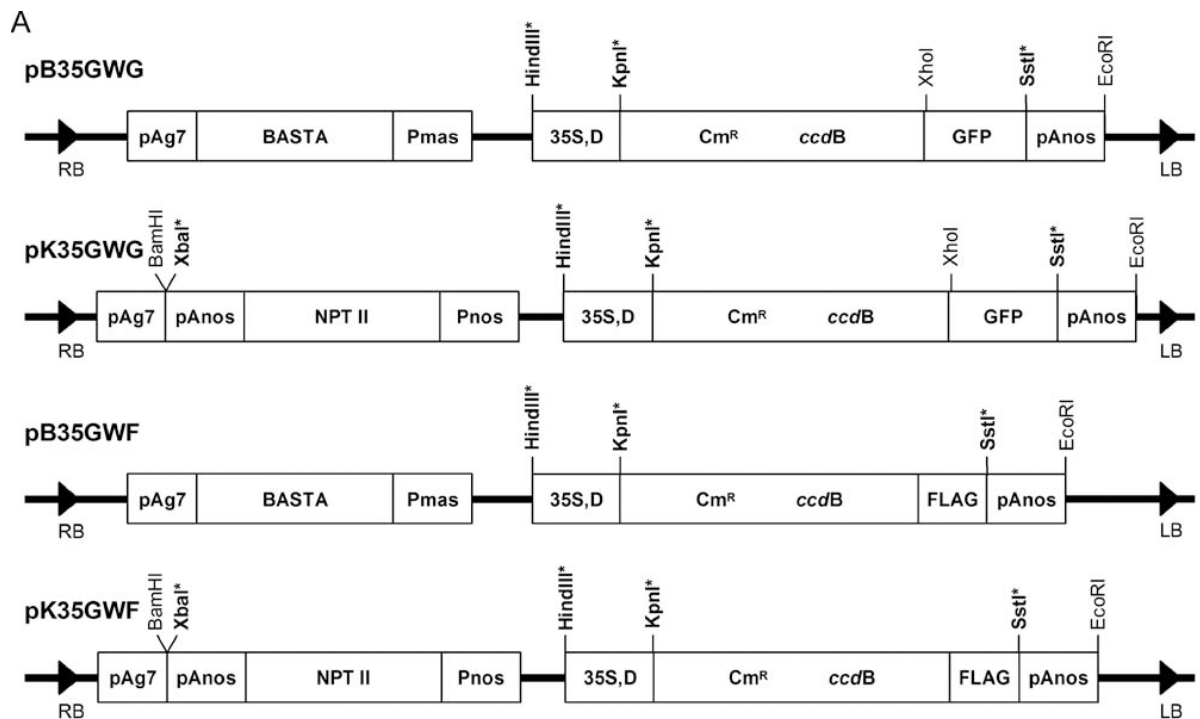 A
pB35GWG
HindIII*
KpnI*
XhoI
SstI*
EcoRI
pAg7 BASTA Pmas 35S,D Cmᴿ ccdB GFP pAnos
RB LB
pK35GWG
BamHI
XbaI*
HindIII*
KpnI*
XhoI
SstI*
EcoRI
pAg7 pAnos NPT II Pnos 35S,D Cmᴿ ccdB GFP pAnos
RB LB
pB35GWF
HindIII*
KpnI*
SstI*
EcoRI
pAg7 BASTA Pmas 35S,D Cmᴿ ccdB FLAG pAnos
RB LB
pK35GWF
BamHI
XbaI*
HindIII*
KpnI*
SstI*
EcoRI
pAg7 pAnos NPT II Pnos 35S,D Cmᴿ ccdB FLAG pAnos
RB LB